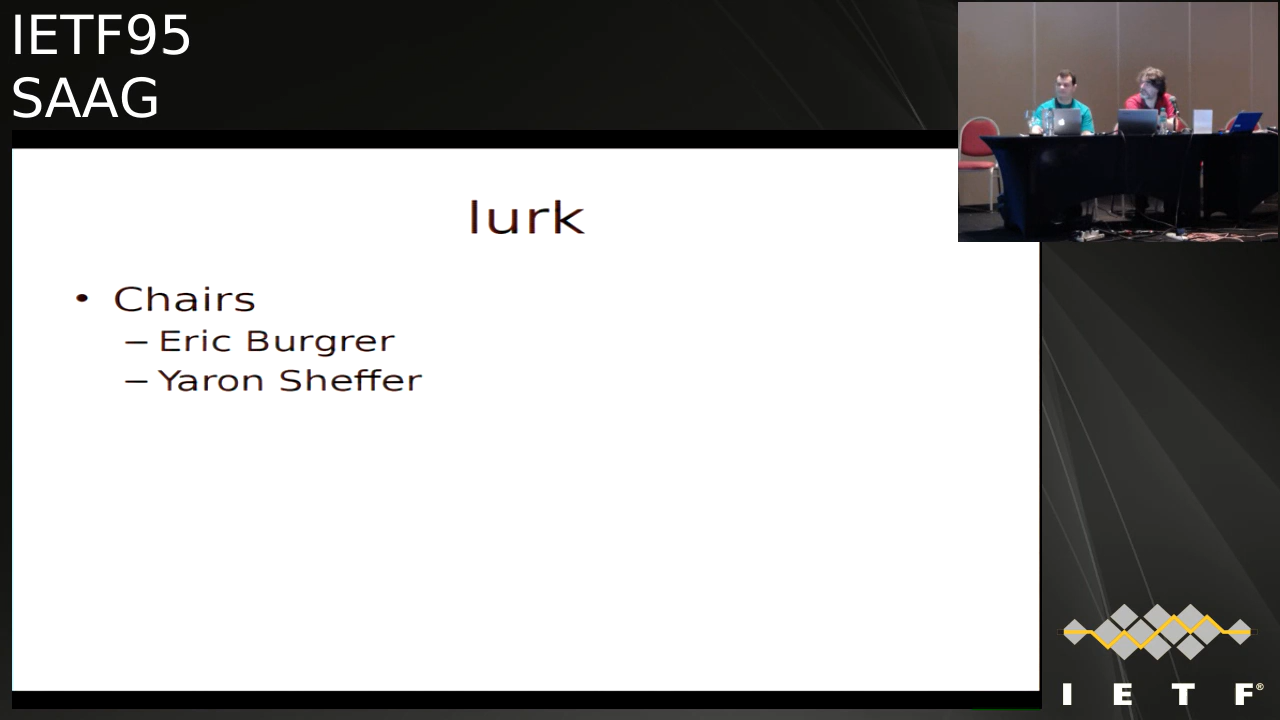 IETF95
SAAG
lurk
• Chairs
– Eric Burgrer
– Yaron Sheffer
I E T F®